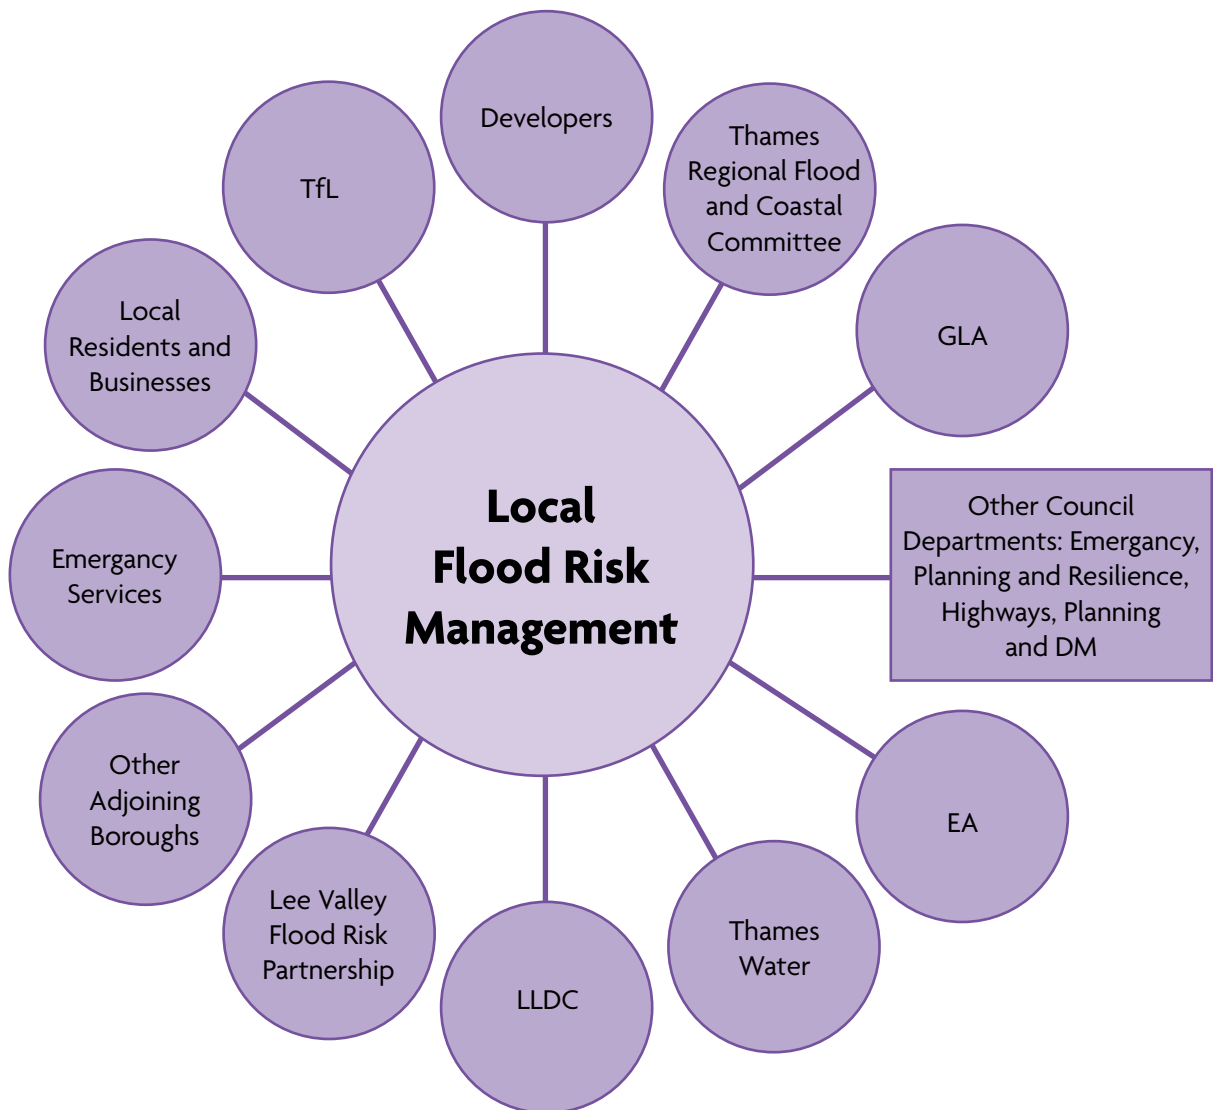 Developers
Thames
Regional Flood
and Coastal
Committee
TfL
GLA
Local
Residents and
Businesses
Other Council
Departments: Emergancy,
Planning and Resilience,
Highways, Planning
and DM
Local
Flood Risk
Management
Emergancy
Services
Other
Adjoining
Boroughs
EA
Lee Valley
Flood Risk
Partnership
Thames
Water
LLDC